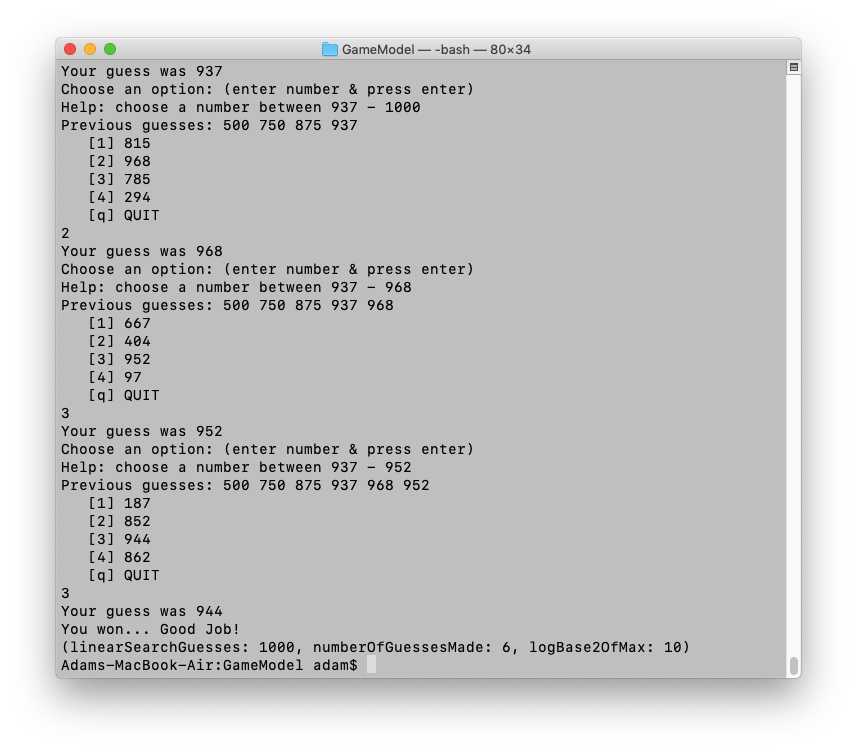 GameModel — -bash — 80×34
Your guess was 937
Choose an option: (enter number & press enter)
Help: choose a number between 937 - 1000
Previous guesses: 500 750 875 937
   [1] 815
   [2] 968
   [3] 785
   [4] 294
   [q] QUIT
2
Your guess was 968
Choose an option: (enter number & press enter)
Help: choose a number between 937 - 968
Previous guesses: 500 750 875 937 968
   [1] 667
   [2] 404
   [3] 952
   [4] 97
   [q] QUIT
3
Your guess was 952
Choose an option: (enter number & press enter)
Help: choose a number between 937 - 952
Previous guesses: 500 750 875 937 968 952
   [1] 187
   [2] 852
   [3] 944
   [4] 862
   [q] QUIT
3
Your guess was 944
You won... Good Job!
(linearSearchGuesses: 1000, numberOfGuessesMade: 6, logBase2OfMax: 10)
Adams-MacBook-Air:GameModel adam$